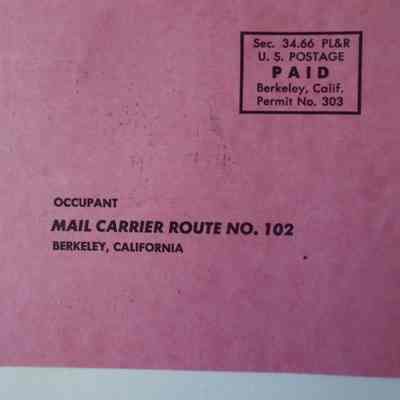 Sec. 34.66 PL&R
U. S. POSTAGE
PAID
Berkeley, Calif.
Permit No. 303
OCCUPANT
MAIL CARRIER ROUTE NO. 102
BERKELEY, CALIFORNIA